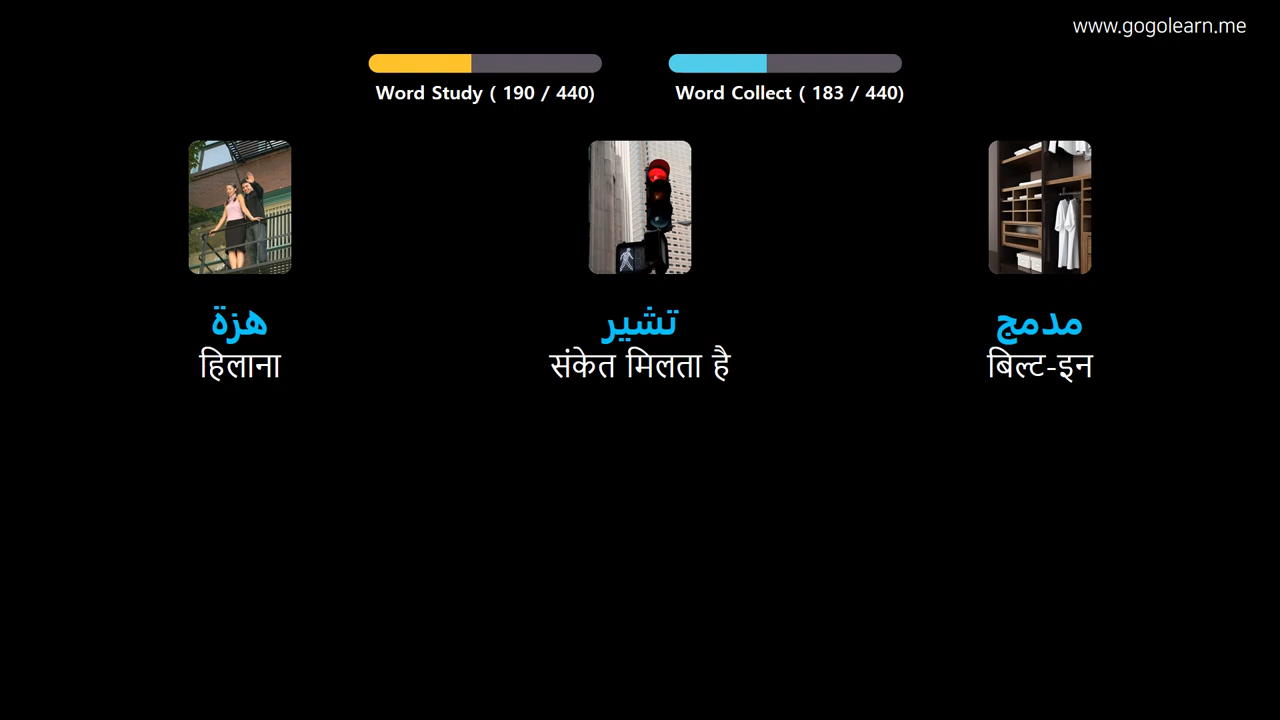 www.gogolearn.me
Word Study ( 190 / 440)
Word Collect ( 183 / 440)
هزة
हिलाना
تشير
संकेत मिलता है
مدمج
बिल्ट-इन